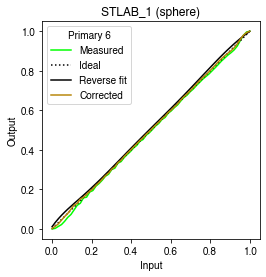 STLAB_1 (sphere)
Primary 6
Measured
Ideal
Reverse fit
Corrected
Output
1.0
0.8
0.6
0.4
0.2
0.0
0.0 0.2 0.4 0.6 0.8 1.0
Input